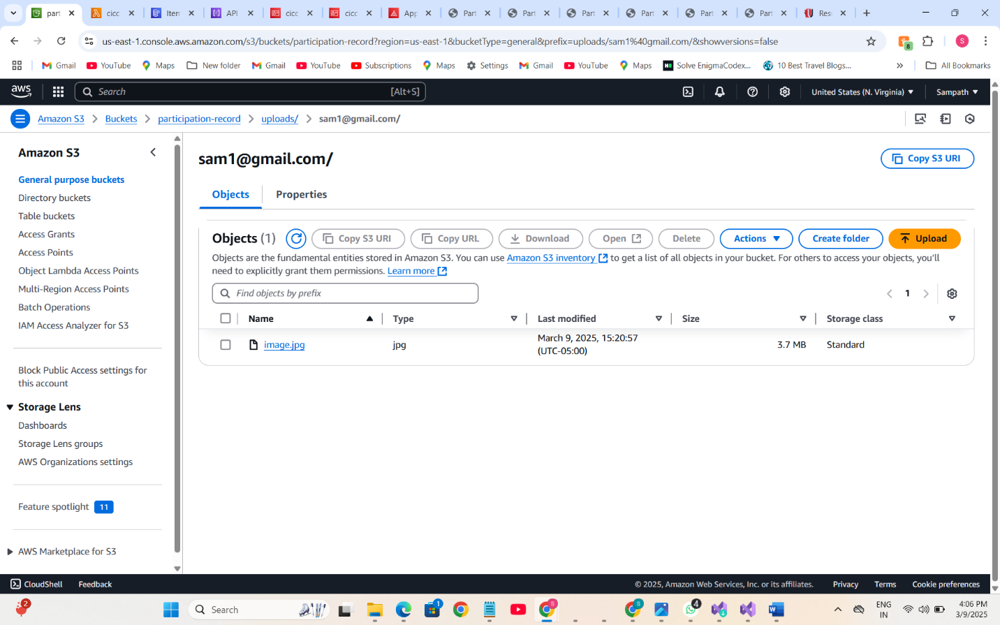 part
cicc
Iten
API
cicc
cicc
App
Part
Part
Part
Part
Part
Part
Res
us-east-1.console.aws.amazon.com/s3/buckets/participation-record?region=us-east-1&bucketType=general&prefix=uploads/sam1%40gmail.com/&showversions=false
8
S
Gmail YouTube Maps New folder Gmail YouTube Subscriptions Maps Settings Gmail YouTube Maps Solve EnigmaCodex... 10 Best Travel Blogs... » All Bookmarks
aws Search [Alt+S] United States (N. Virginia) Sampath
Amazon S3 > Buckets > participation-record > uploads/ > sam1@gmail.com/
Amazon S3
General purpose buckets
Directory buckets
Table buckets
Access Grants
Access Points
Object Lambda Access Points
Multi-Region Access Points
Batch Operations
IAM Access Analyzer for S3
Block Public Access settings for
this account
Storage Lens
Dashboards
Storage Lens groups
AWS Organizations settings
Feature spotlight 11
AWS Marketplace for S3
sam1@gmail.com/
Copy S3 URI
Objects Properties
Objects (1) Copy S3 URI Copy URL Download Open Delete Actions Create folder Upload
Objects are the fundamental entities stored in Amazon S3. You can use Amazon S3 inventory to get a list of all objects in your bucket. For others to access your objects, you'll
need to explicitly grant them permissions. Learn more
Find objects by prefix
1
Name Type Last modified Size Storage class
image.jpg jpg March 9, 2025, 15:20:57 3.7 MB Standard
(UTC-05:00)
CloudShell Feedback © 2025, Amazon Web Services, Inc. or its affiliates. Privacy Terms Cookie preferences
2
Search
1
S
S
4
ENG
IN
4:06 PM
3/9/2025